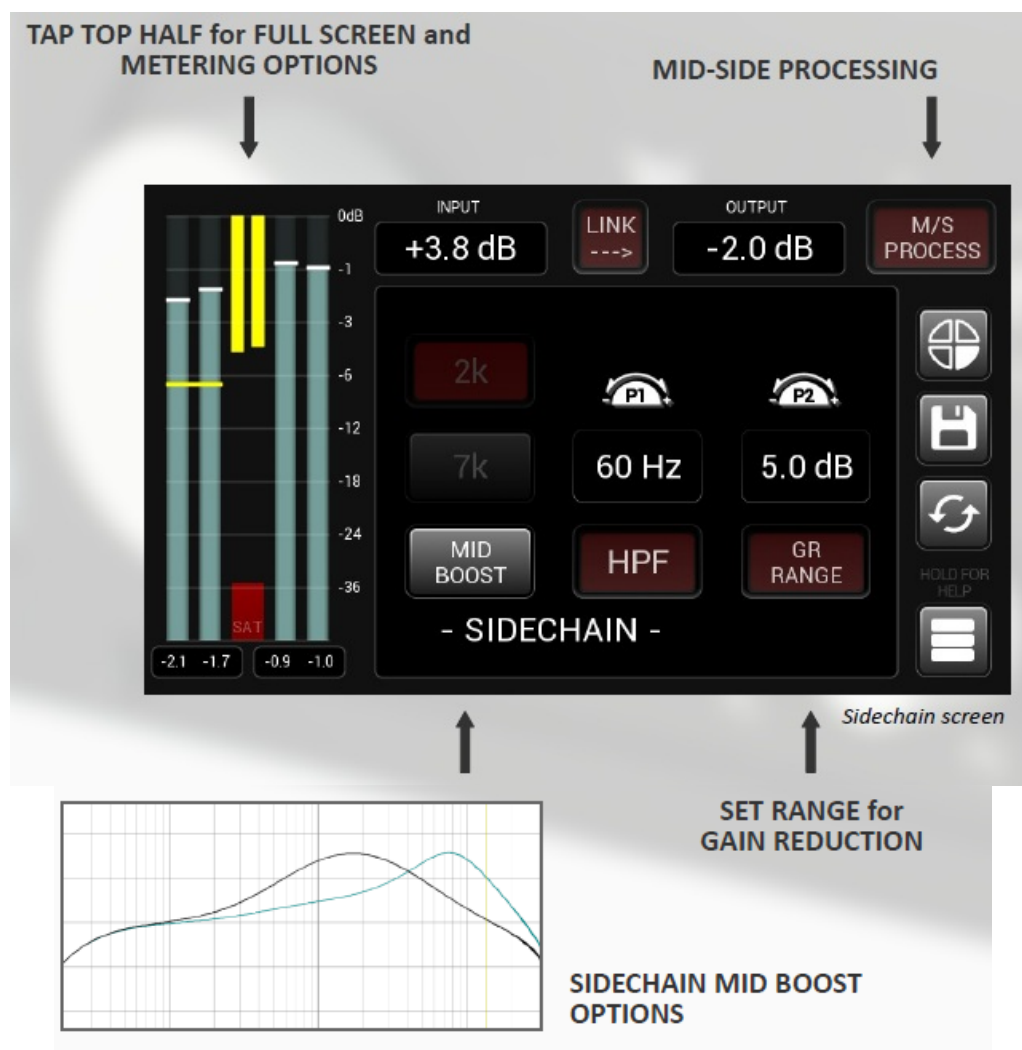 TAP TOP HALF for FULL SCREEN and
METERING OPTIONS
MID-SIDE PROCESSING
INPUT
+3.8 dB
LINK
--->
OUTPUT
-2.0 dB
M/S
PROCESS
0dB
-1
-3
-6
-12
-18
-24
-36
SAT
-2.1 -1.7 -0.9 -1.0
2k
7k
MID
BOOST
P1
60 Hz
HPF
P2
5.0 dB
GR
RANGE
- SIDECHAIN -
HOLD FOR
HELP
Sidechain screen
SET RANGE for
GAIN REDUCTION
SIDECHAIN MID BOOST
OPTIONS